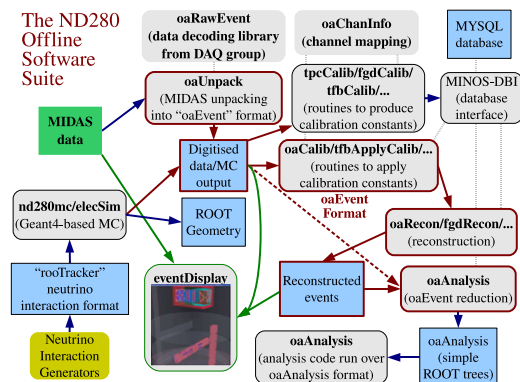 The ND280
Offline
Software
Suite
oaRawEvent
(data decoding library
from DAQ group)
oaChanInfo
(channel mapping)
MYSQL
database
oaUnpack
(MIDAS unpacking
into “oaEvent” format)
tpcCalib/fgdCalib/
tfbCalib/...
(routines to produce
calibration constants)
MINOS-DBI
(database
interface)
MIDAS
data
Digitised
data/MC
output
oaCalib/tfbApplyCalib/...
(routines to apply
calibration constants)
oaEvent
Format
nd280mc/elecSim
(Geant4-based MC)
ROOT
Geometry
oaRecon/fgdRecon/...
(reconstruction)
“rooTracker”
neutrino
interaction format
eventDisplay
Reconstructed
events
oaAnalysis
(oaEvent reduction)
Neutrino
Interaction
Generators
oaAnalysis
(analysis code run over
oaAnalysis format)
oaAnalysis
(simple
ROOT trees)